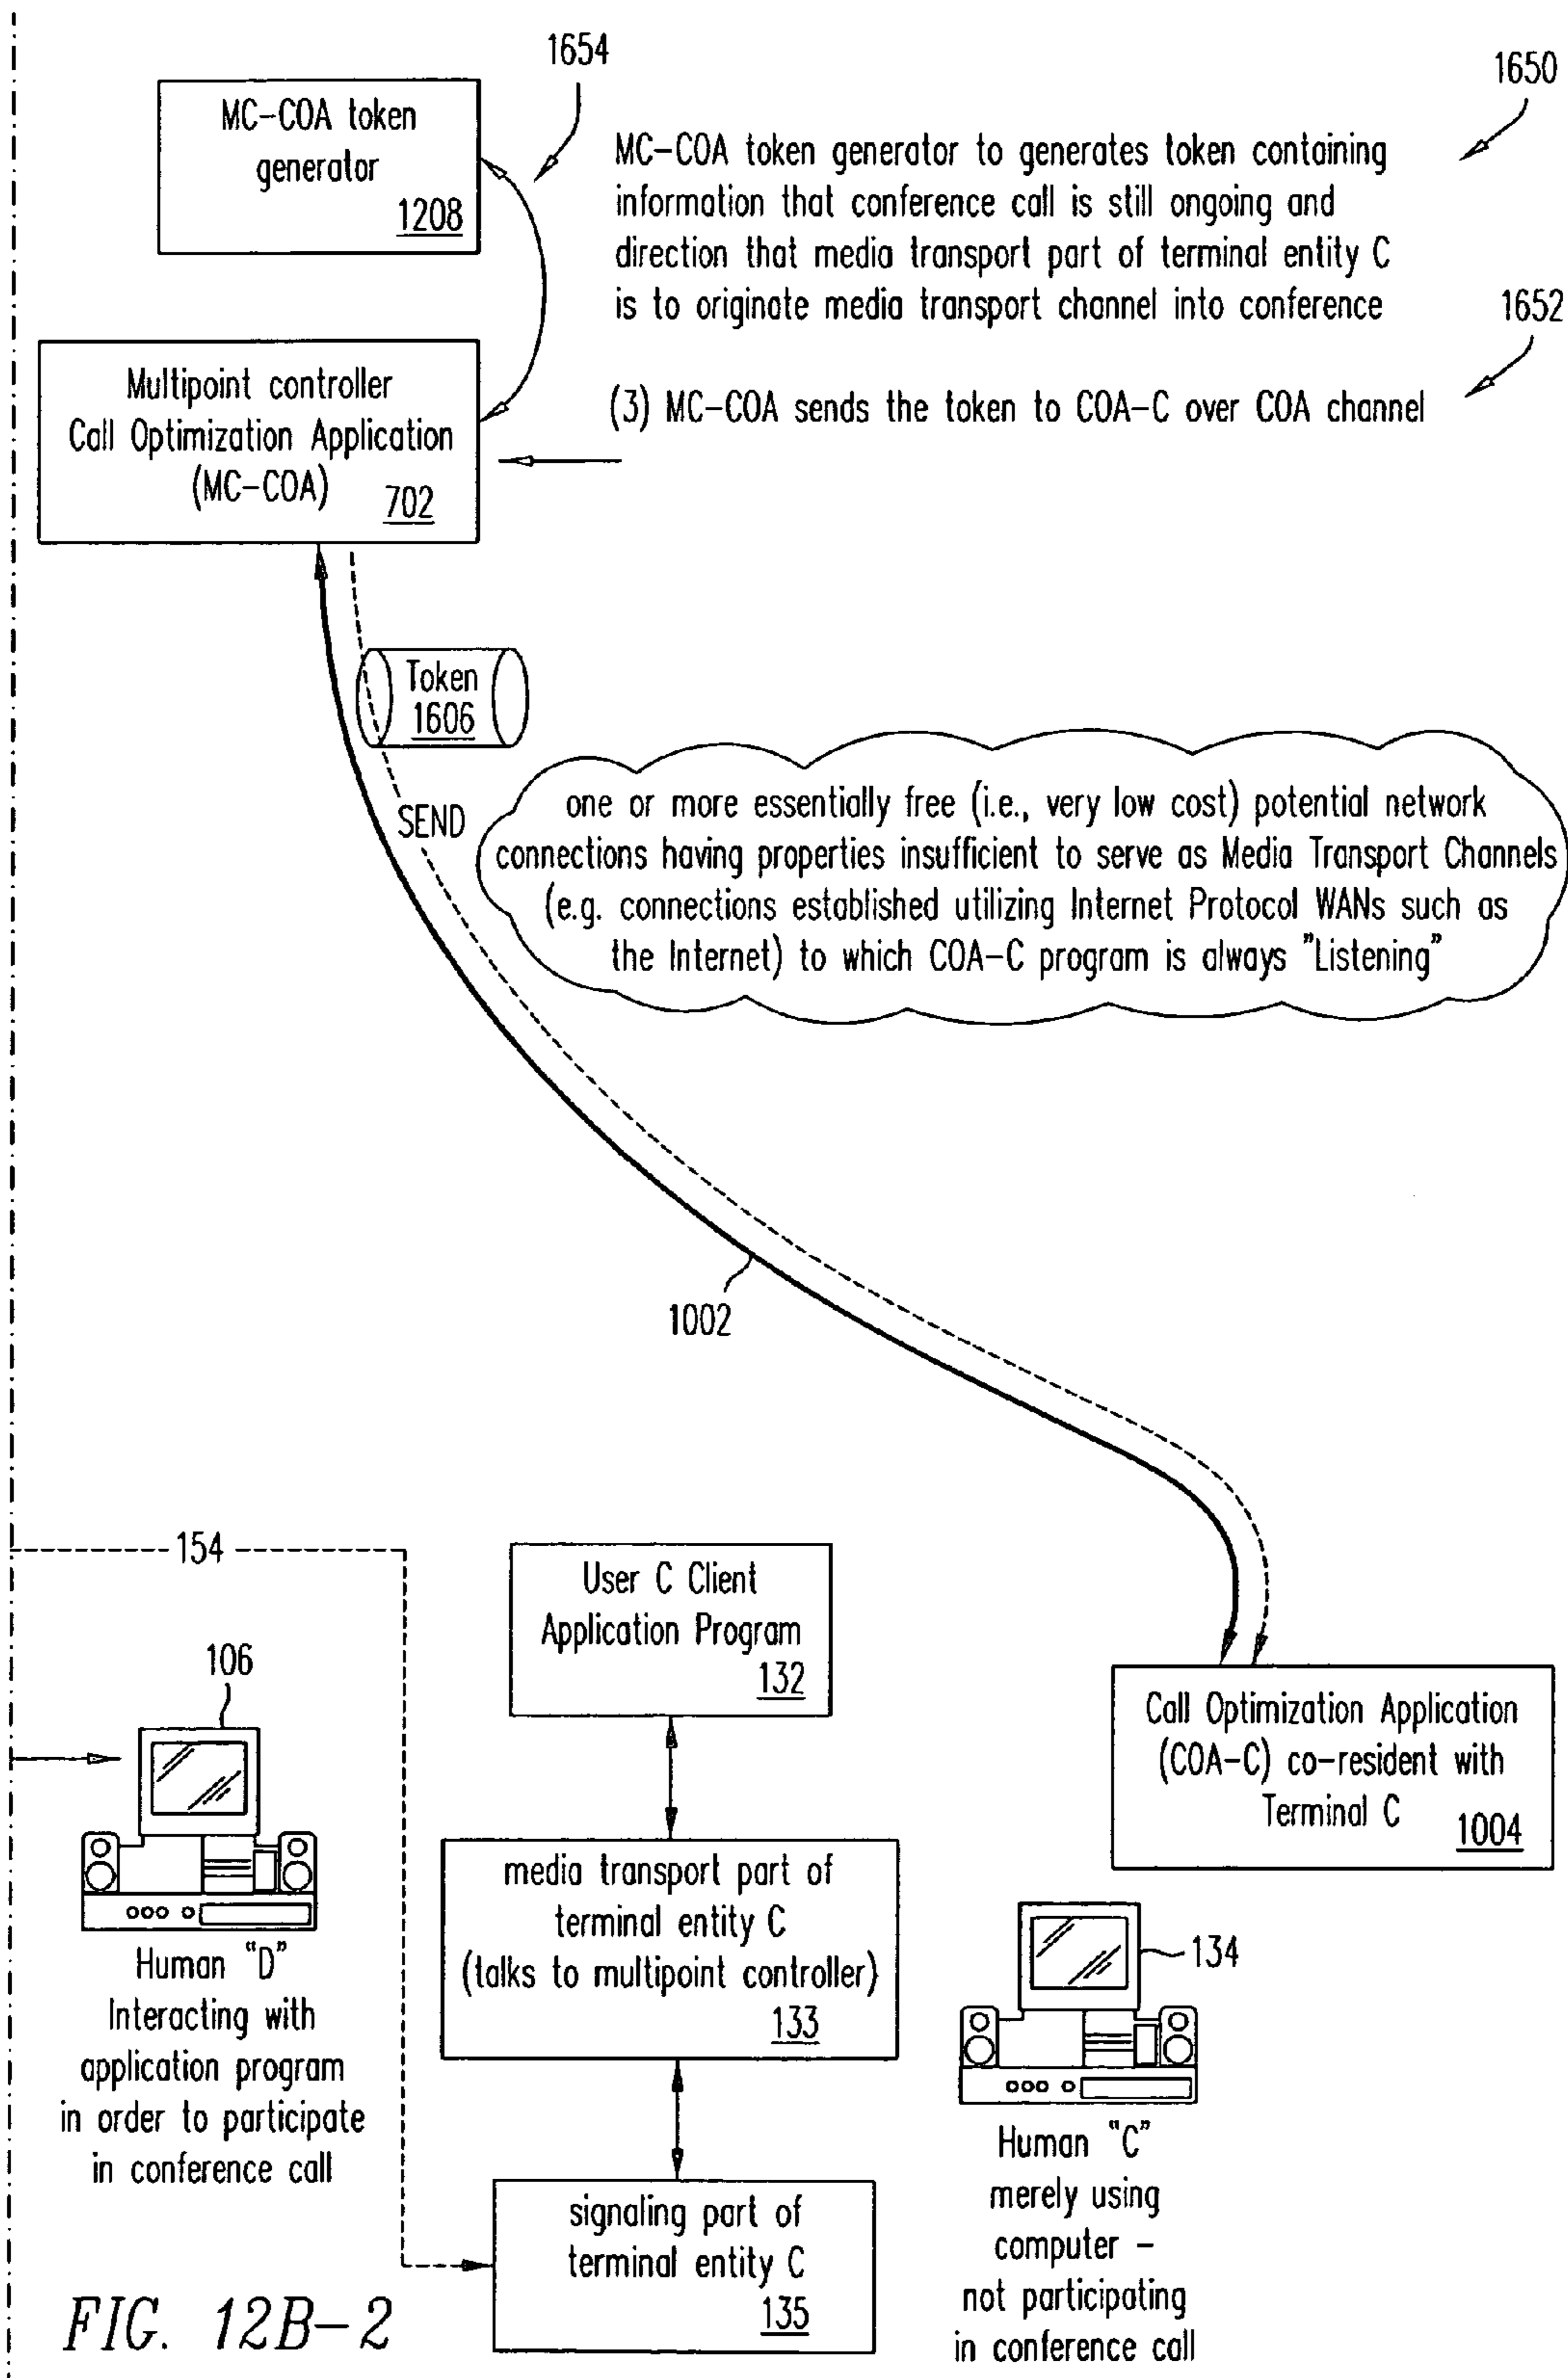 1654
1650
MC-COA token
generator
1208
MC-COA token generator to generates token containing
information that conference call is still ongoing and
direction that media transport part of terminal entity C
is to originate media transport channel into conference
1652
Multipoint controller
Call Optimization Application
(MC-COA)
702
(3) MC-COA sends the token to COA-C over COA channel
Token
1606
SEND
one or more essentially free (i.e., very low cost) potential network
connections having properties insufficient to serve as Media Transport Channels
(e.g. connections established utilizing Internet Protocol WANs such as
the Internet) to which COA-C program is always "Listening"
1002
154
User C Client
Application Program
132
106
Call Optimization Application
(COA-C) co-resident with
Terminal C
1004
media transport part of
terminal entity C
(talks to multipoint controller)
133
134
Human "D"
Interacting with
application program
in order to participate
in conference call
Human "C"
merely using
computer -
not participating
in conference call
signaling part of
terminal entity C
135
FIG. 12B-2